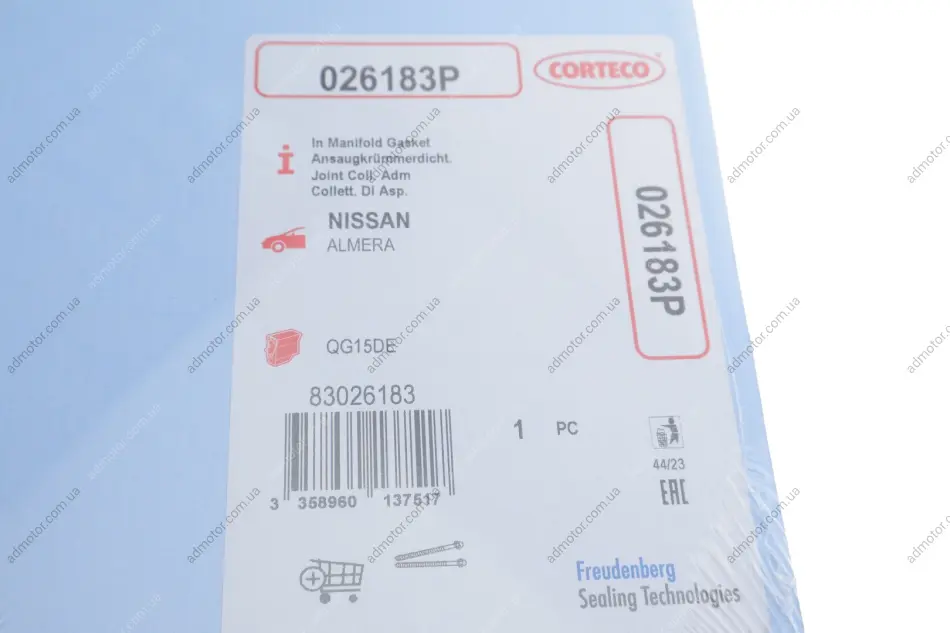 026183P
CORTECO
In Manifold Gasket
Ansaugkrümmerdicht.
Joint Coll. Adm
Collett. Di Asp.
NISSAN
ALMERA
026183P
QG15DE
83026183
1 PC
3 358960 137517
44/23
EAC
Freudenberg
Sealing Technologies
admotor.com.ua